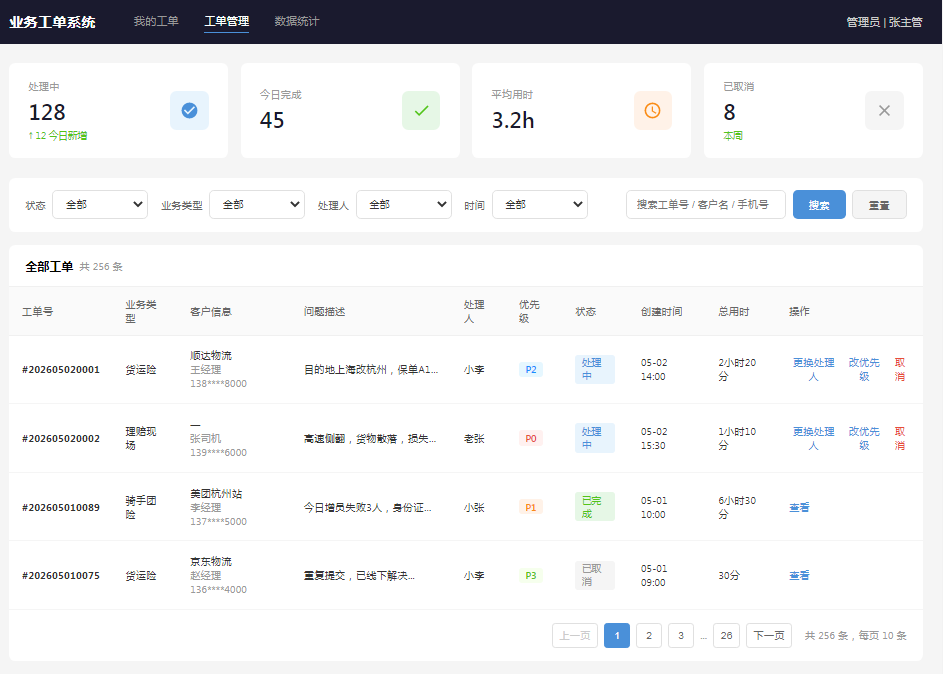 业务工单系统 我的工单 工单管理 数据统计 管理员 | 张主管
处理中
128
↑ 12 今日新增
今日完成
45
平均用时
3.2h
已取消
8
本周
状态 全部 业务类型 全部 处理人 全部 时间 全部 搜索工单号 / 客户名 / 手机号 搜索 重置
全部工单 共 256 条
工单号 业务类型 客户信息 问题描述 处理人 优先级 状态 创建时间 总用时 操作
#202605020001 货运险 顺达物流 王经理 138****8000 目的地上海改杭州，保单A1... 小李 P2 处理中 05-02 14:00 2小时20分 更换处理人 改优先级 取消
#202605020002 理赔现场 — 张司机 139****6000 高速侧翻，货物散落，损失... 老张 P0 处理中 05-02 15:30 1小时10分 更换处理人 改优先级 取消
#202605010089 骑手团险 美团杭州站 李经理 137****5000 今日增员失败3人，身份证... 小张 P1 已完成 05-01 10:00 6小时30分 查看
#202605010075 货运险 京东物流 赵经理 136****4000 重复提交，已线下解决... 小李 P3 已取消 05-01 09:00 30分 查看
上一页 1 2 3 ... 26 下一页 共 256 条，每页 10 条